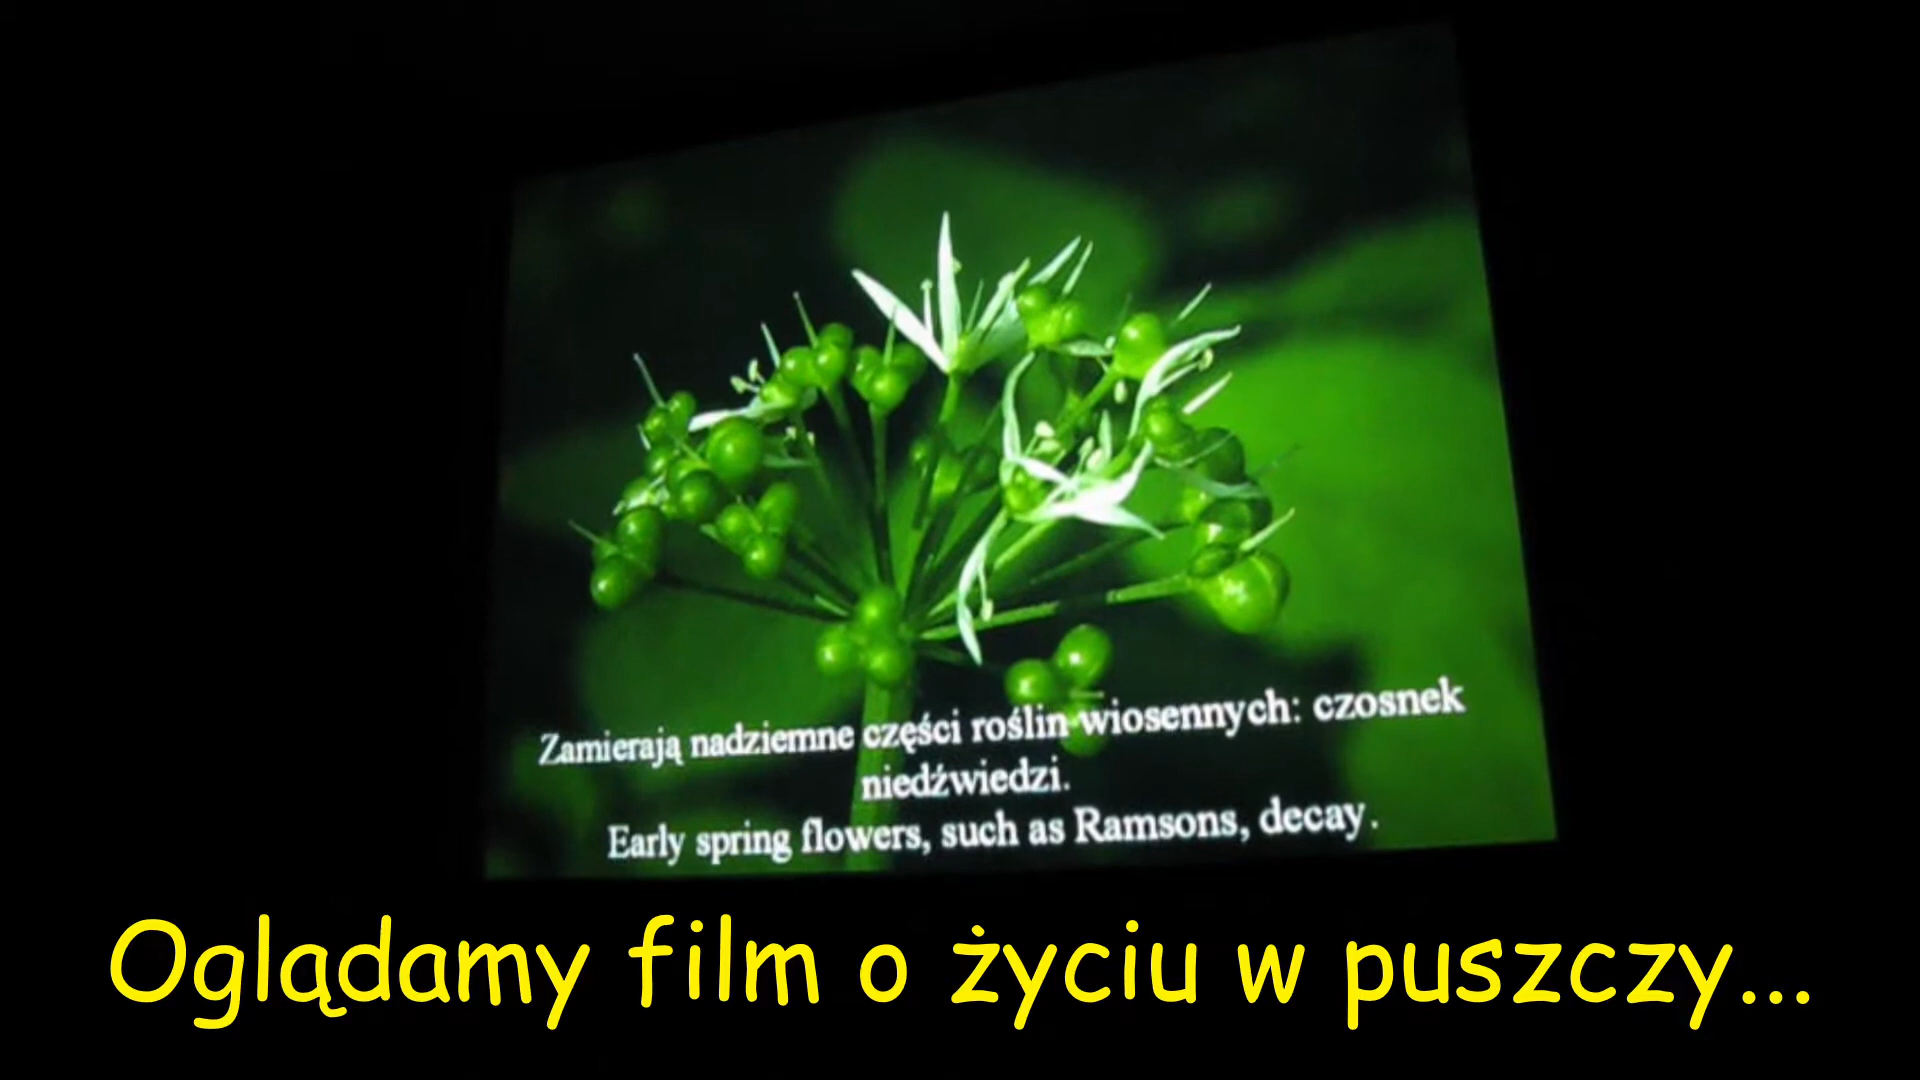 Zamierają nadziemne części roślin wiosennych: czosnek
niedźwiedzi.
Early spring flowers, such as Ramsons, decay.
Oglądamy film o życiu w puszczy...